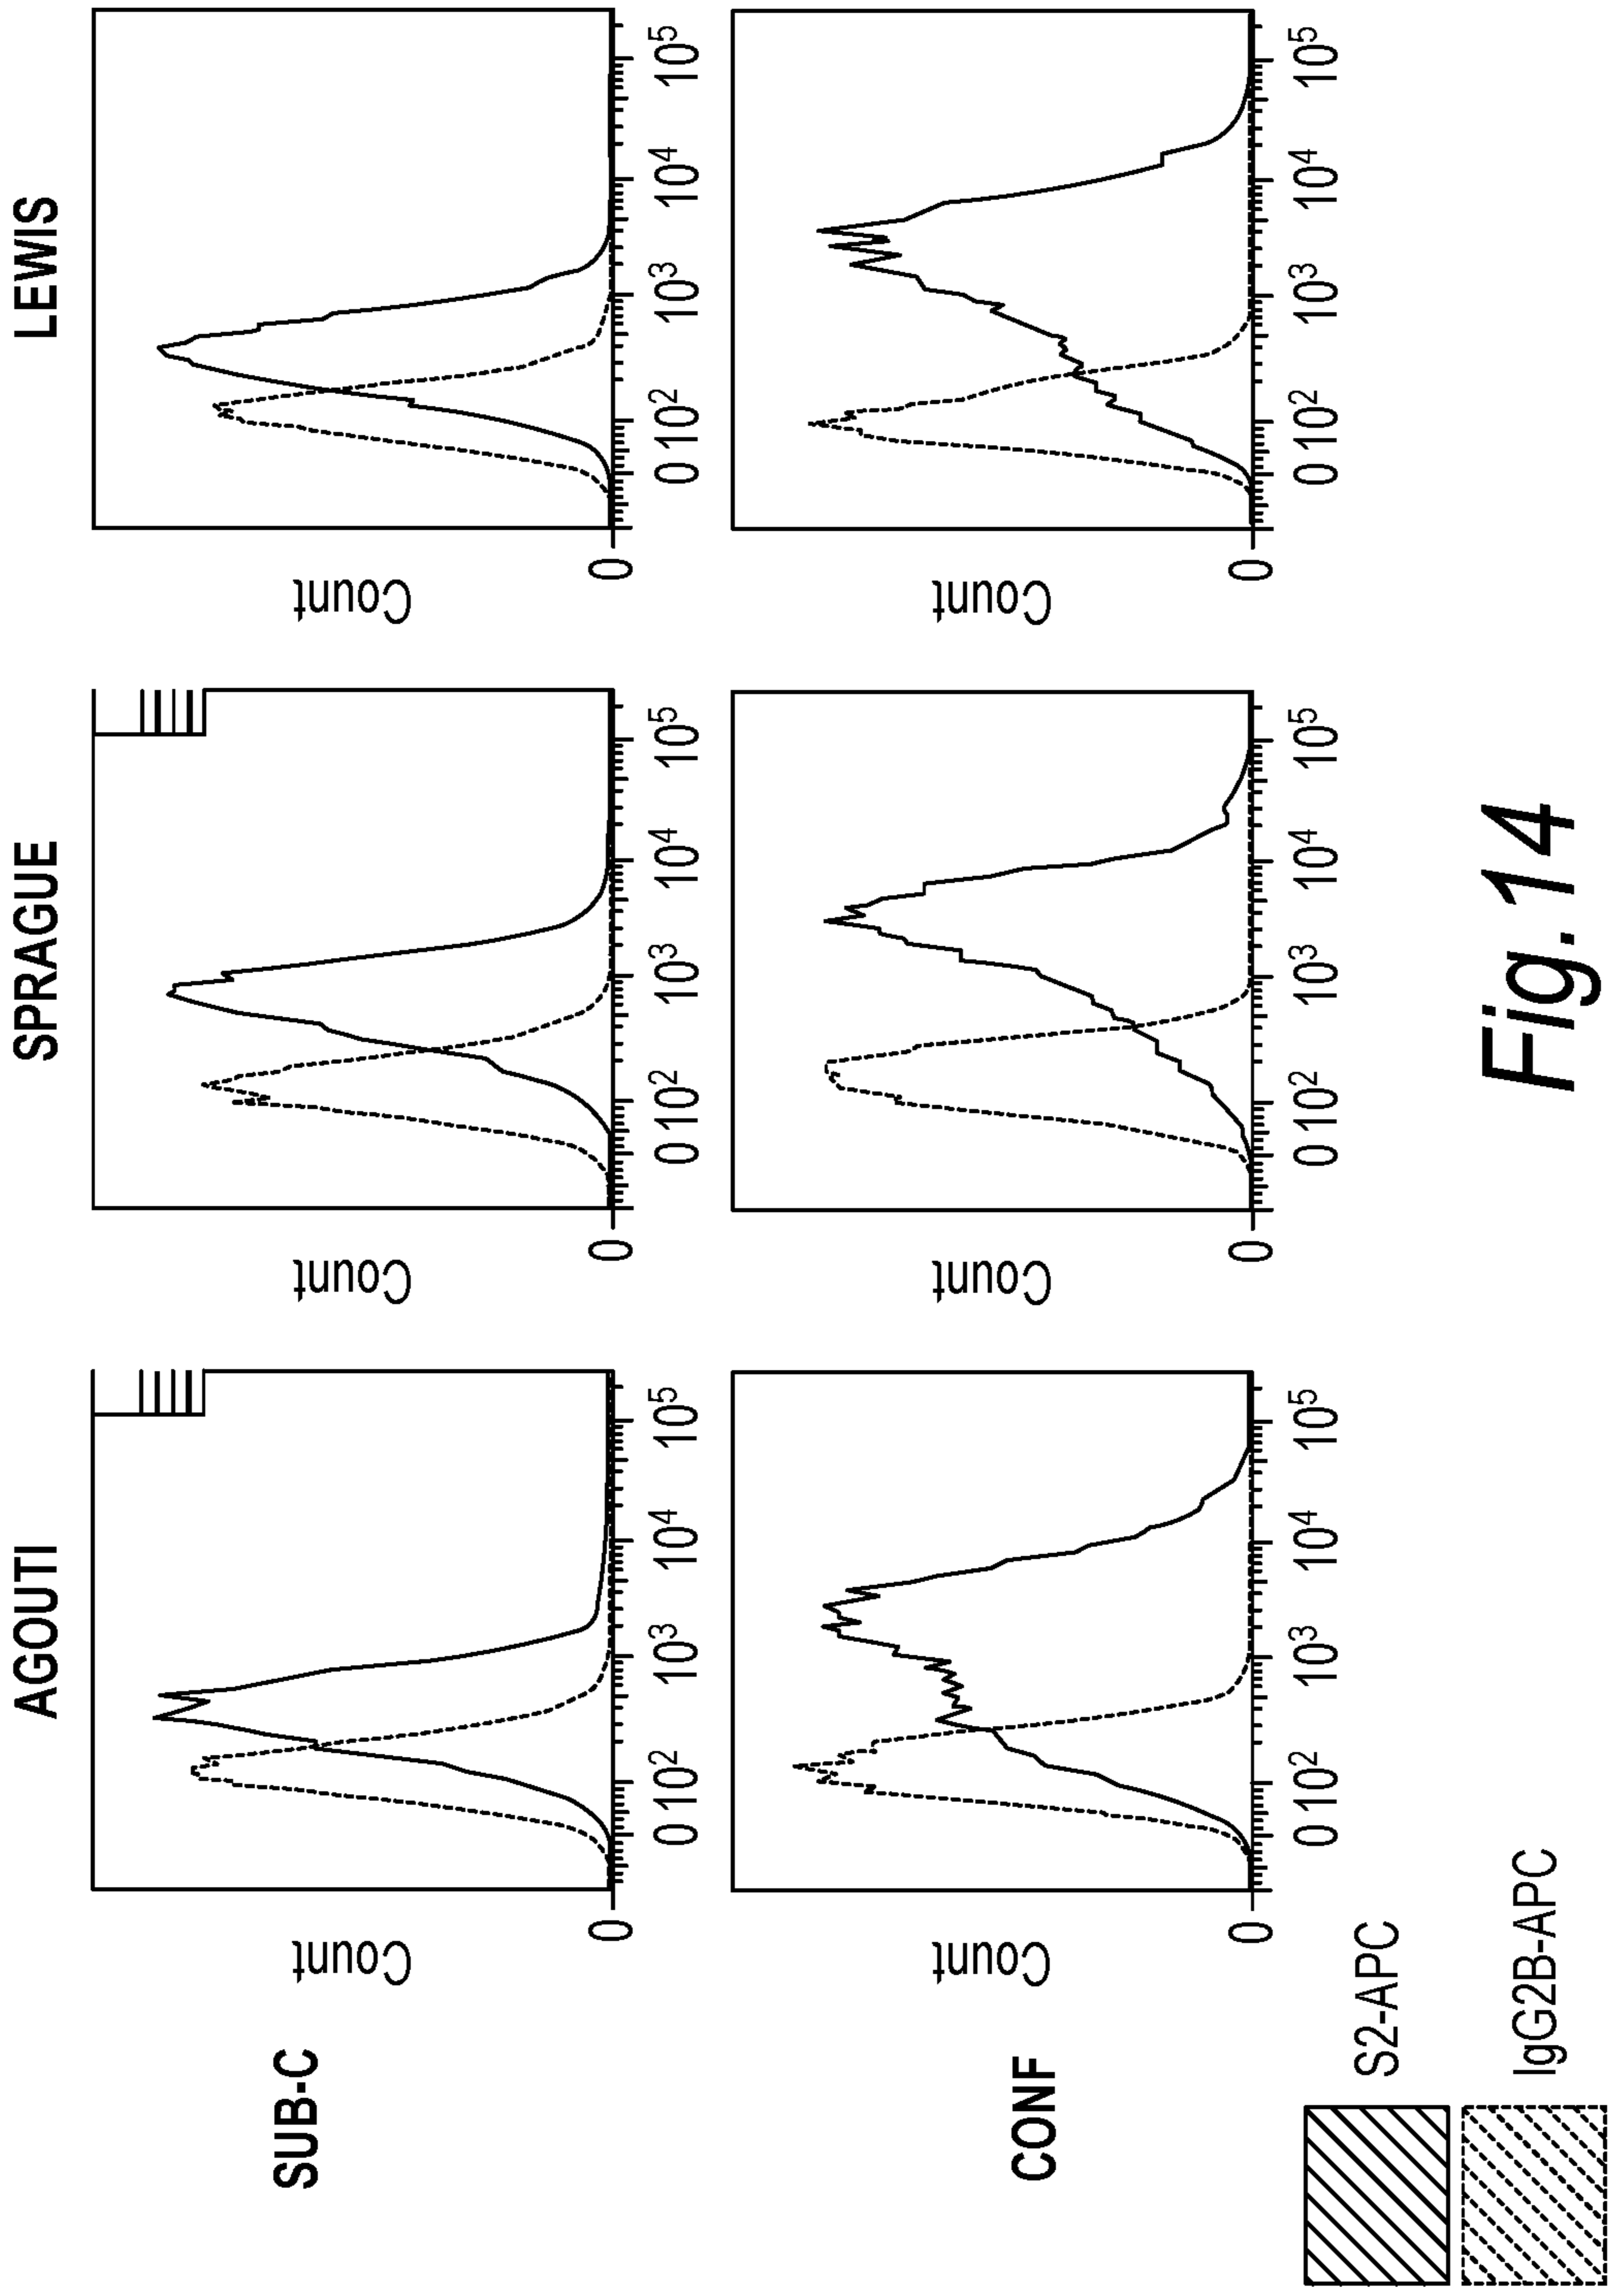 AGOUTI
SPRAGUE
LEWIS
SUB-C
Count
0
0 10² 10³ 10⁴ 10⁵
Count
0
0 10² 10³ 10⁴ 10⁵
Count
0
0 10² 10³ 10⁴ 10⁵
CONF
Count
0
0 10² 10³ 10⁴ 10⁵
Count
0
0 10² 10³ 10⁴ 10⁵
Count
0
0 10² 10³ 10⁴ 10⁵
S2-APC
IgG2B-APC
Fig.14